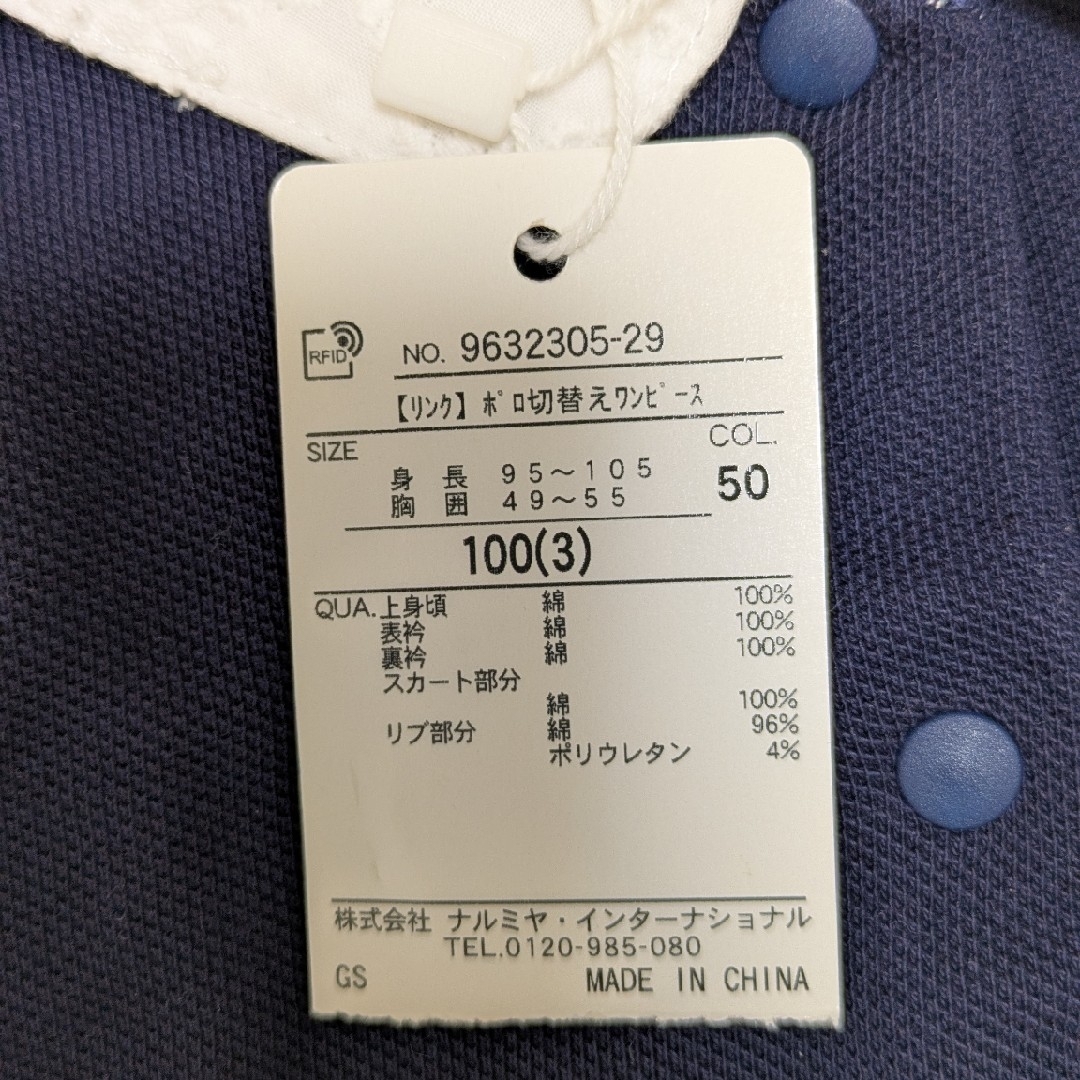 RFID NO. 9632305-29
【リンク】ﾎﾟﾛ切替えﾜﾝﾋﾟｰｽ
SIZE COL.
身 長 95～105 50
胸 囲 49～55
100(3)
QUA.上身頃 綿 100%
表衿 綿 100%
裏衿 綿 100%
スカート部分
綿 100%
リブ部分 綿 96%
ポリウレタン 4%
株式会社 ナルミヤ・インターナショナル
TEL.0120-985-080
GS MADE IN CHINA